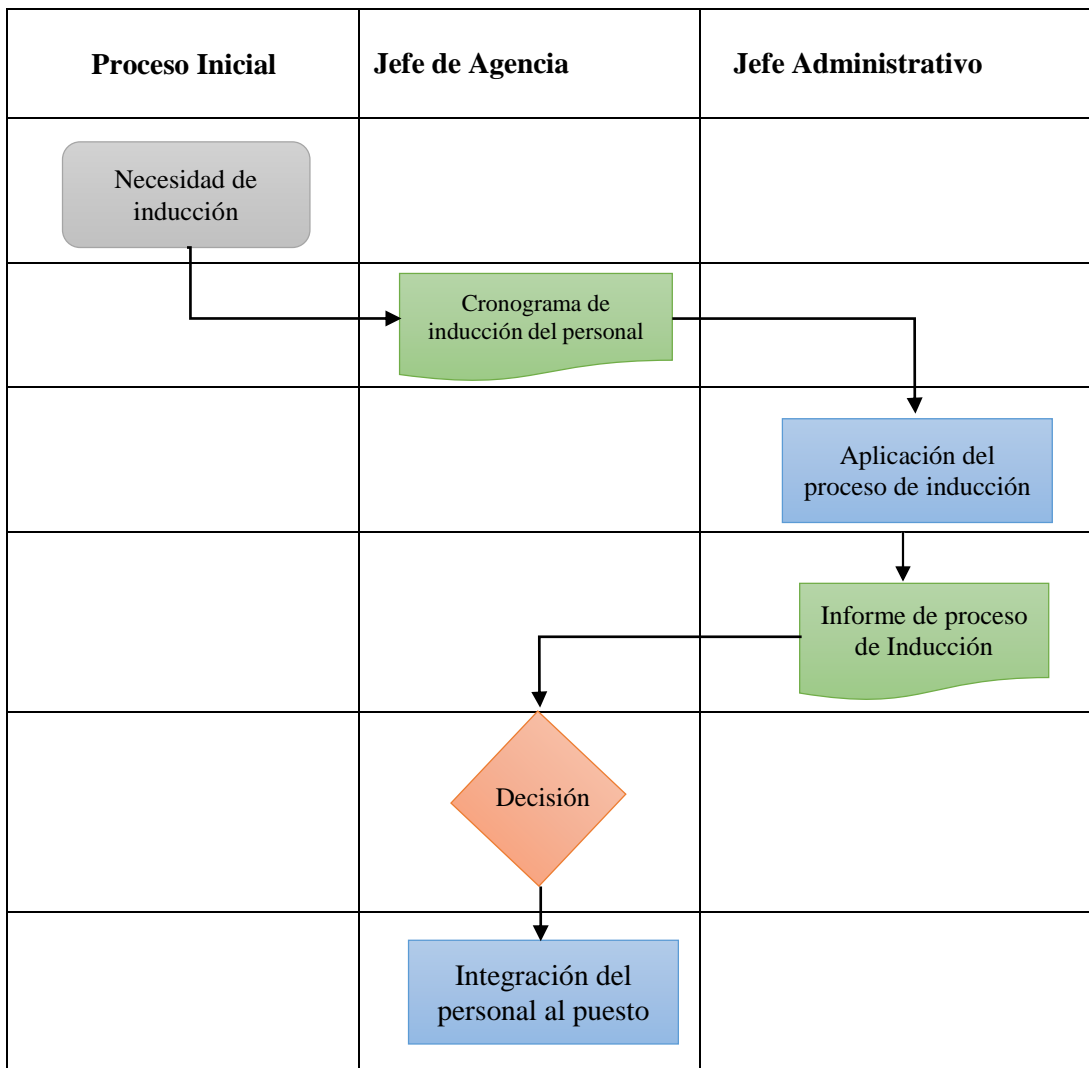 Proceso Inicial
Jefe de Agencia
Jefe Administrativo
Necesidad de
inducción
Cronograma de
inducción del personal
Aplicación del
proceso de inducción
Informe de proceso
de Inducción
Decisión
Integración del
personal al puesto